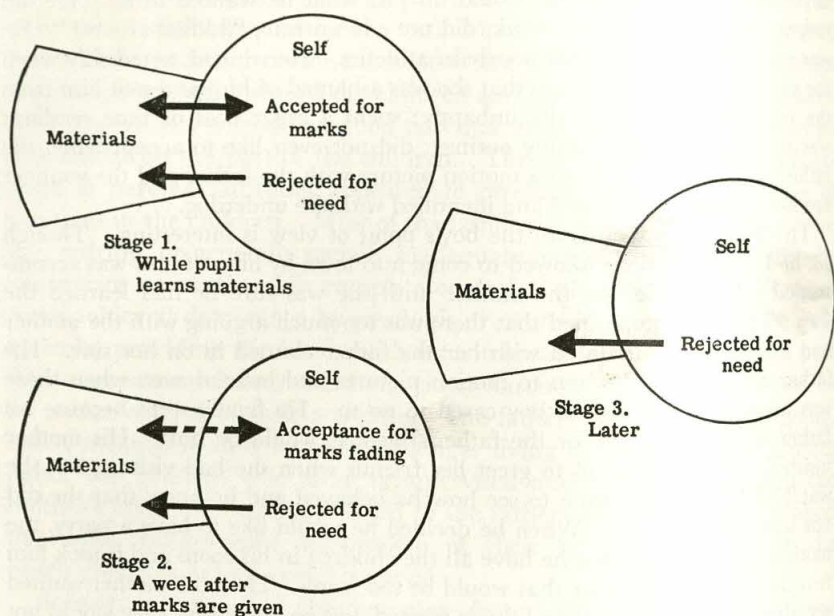 Self
Accepted for
marks
Materials
Rejected for
need
Stage 1.
While pupil
learns materials
Self
Acceptance for
marks fading
Materials
Rejected for
need
Stage 2.
A week after
marks are given
Self
Materials
Rejected for
need
Stage 3.
Later